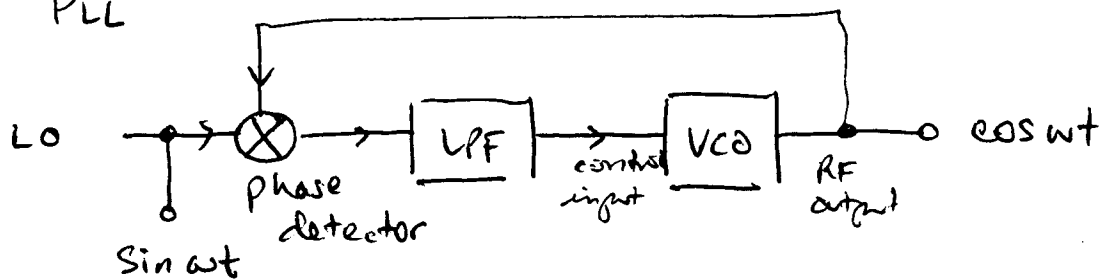 PLL
LO
phase
detector
LPF
control
input
VCO
RF
output
cos ωt
Sin ωt